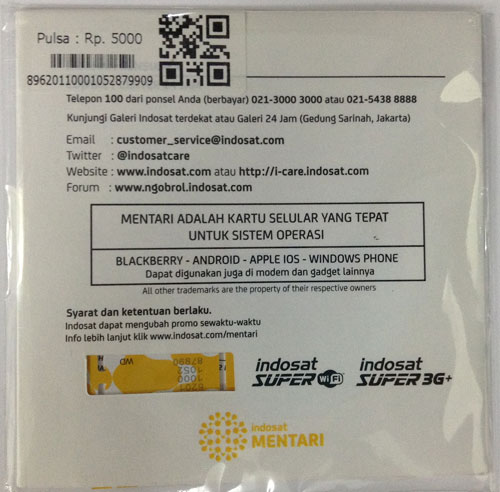 Pulsa : Rp. 5000
89620110001052879909
Telepon 100 dari ponsel Anda (berbayar) 021-3000 3000 atau 021-5438 8888
Kunjungi Galeri Indosat terdekat atau Galeri 24 Jam (Gedung Sarinah, Jakarta)
Email : customer_service@indosat.com
Twitter : @indosatcare
Website : www.indosat.com atau http://i-care.indosat.com
Forum : www.ngobrol.indosat.com
MENTARI ADALAH KARTU SELULAR YANG TEPAT
UNTUK SISTEM OPERASI
BLACKBERRY - ANDROID - APPLE IOS - WINDOWS PHONE
Dapat digunakan juga di modem dan gadget lainnya
All other trademarks are the property of their respective owners
Syarat dan ketentuan berlaku.
Indosat dapat mengubah promo sewaktu-waktu
Info lebih lanjut klik www.indosat.com/mentari
WD
indosat
SUPER WiFi
indosat
SUPER 3G+
indosat
MENTARI